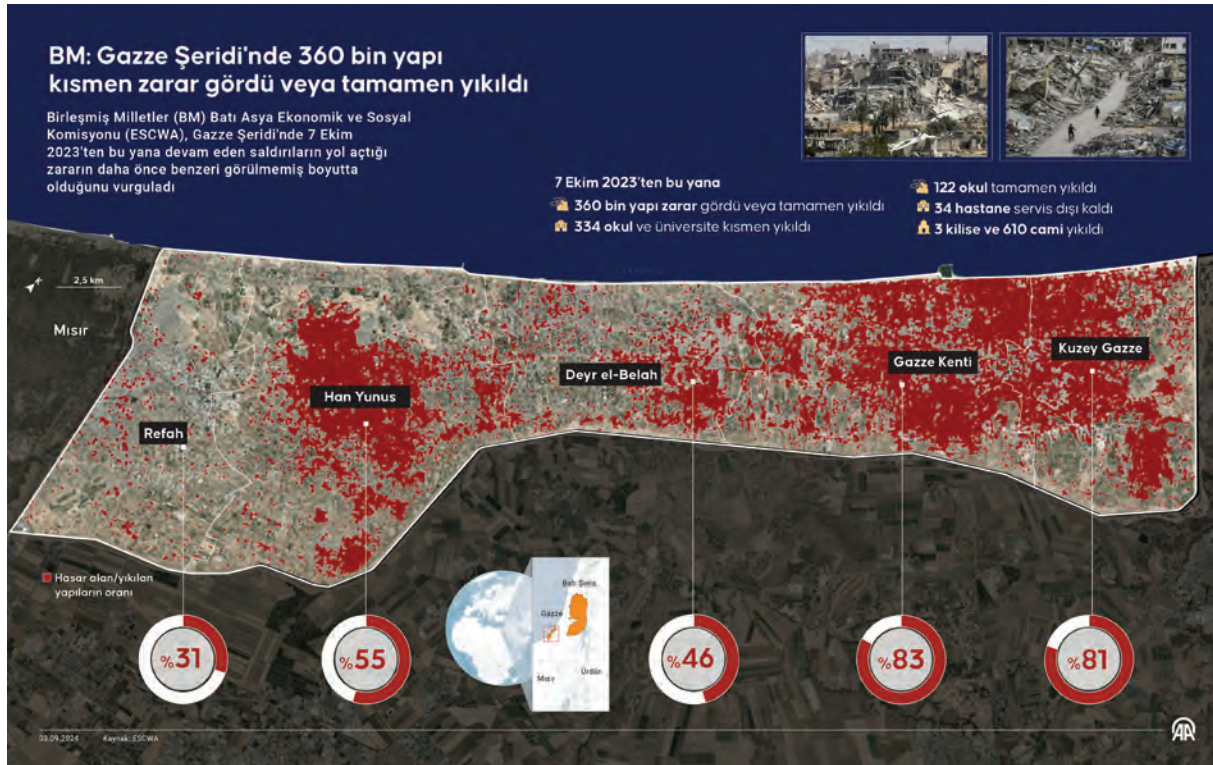 BM: Gazze Şeridi'nde 360 bin yapı
kısmen zarar gördü veya tamamen yıkıldı
Birleşmiş Milletler (BM) Batı Asya Ekonomik ve Sosyal
Komisyonu (ESCWA), Gazze Şeridi'nde 7 Ekim
2023'ten bu yana devam eden saldırıların yol açtığı
zararın daha önce benzeri görülmemiş boyutta
olduğunu vurguladı
7 Ekim 2023'ten bu yana
360 bin yapı zarar gördü veya tamamen yıkıldı
334 okul ve üniversite kısmen yıkıldı
122 okul tamamen yıkıldı
34 hastane servis dışı kaldı
3 kilise ve 610 cami yıkıldı
2,5 km
Mısır
Refah
Han Yunus
Deyr el-Belah
Gazze Kenti
Kuzey Gazze
Hasar alan/yıkılan
yapıların oranı
Batı Şeria
Gazze
Mısır
Ürdün
%31
%55
%46
%83
%81
03.09.2024 Kaynak: ESCWA
AA